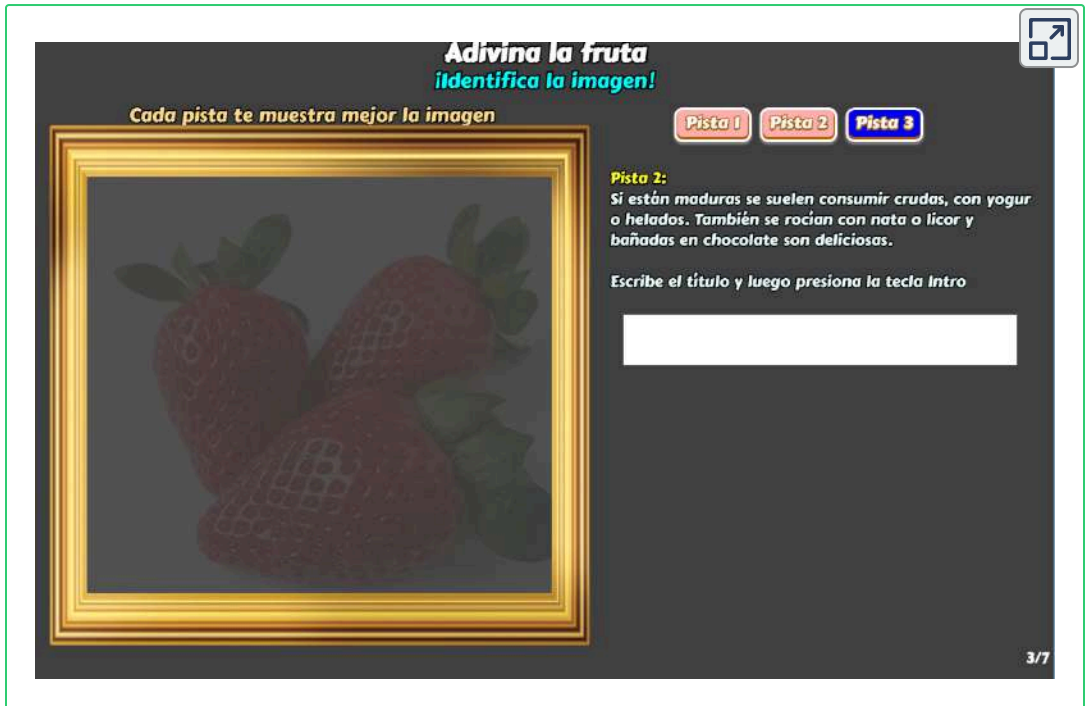 Adivina la fruta
¡Identifica la imagen!
Cada pista te muestra mejor la imagen
Pista 1
Pista 2
Pista 3
Pista 2:
Si están maduras se suelen consumir crudas, con yogur
o helados. También se rocían con nata o licor y
bañadas en chocolate son deliciosas.
Escribe el título y luego presiona la tecla Intro
3/7